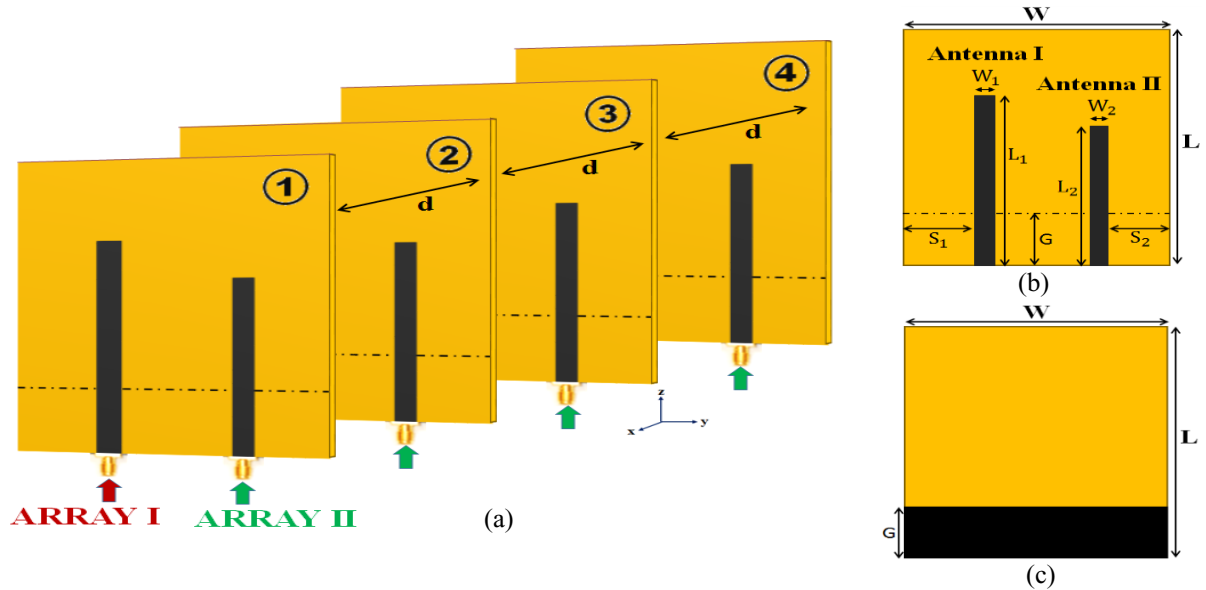 1
2
3
4
d
d
d
z
x
y
ARRAY I
ARRAY II
(a)
W
Antenna I
W₁
Antenna II
W₂
L
L₁
L₂
S₁
G
S₂
(b)
W
L
G
(c)